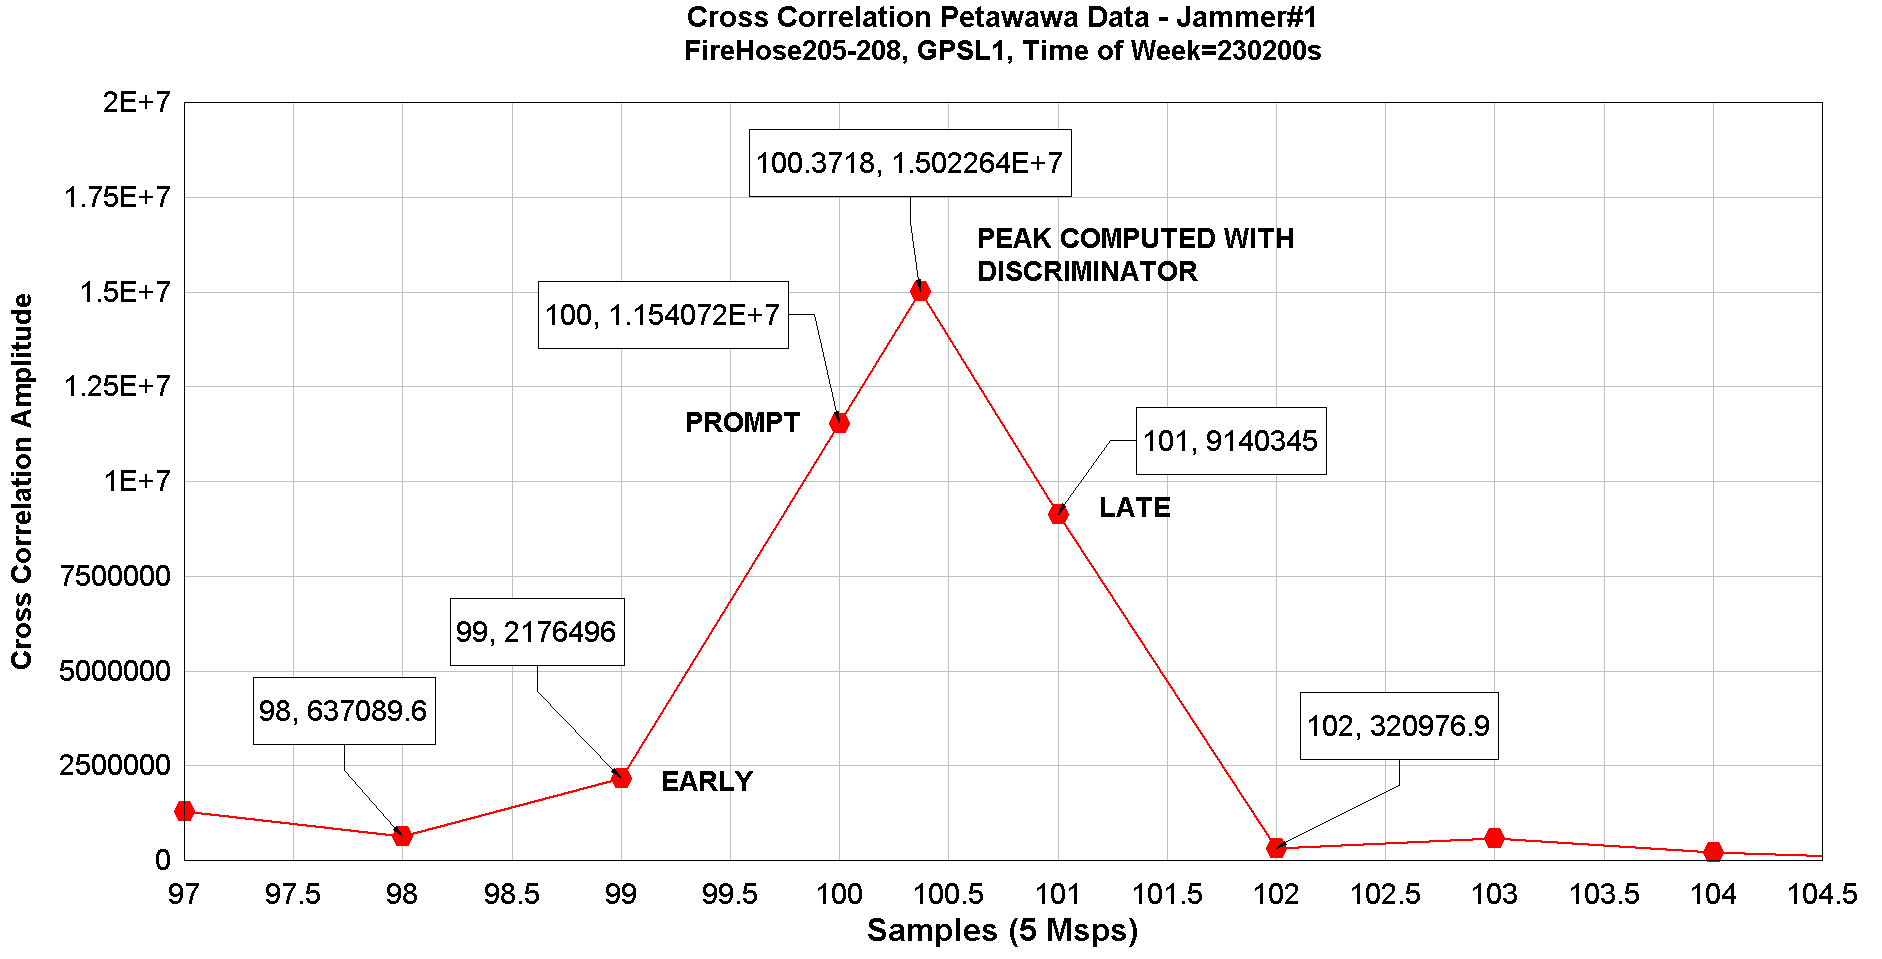 Cross Correlation Petawawa Data - Jammer#1
FireHose205-208, GPSL1, Time of Week=230200s
2E+7
1.75E+7
1.5E+7
1.25E+7
1E+7
7500000
5000000
2500000
0
Cross Correlation Amplitude
100.3718, 1.502264E+7
PEAK COMPUTED WITH
DISCRIMINATOR
100, 1.154072E+7
PROMPT
101, 9140345
LATE
99, 2176496
EARLY
98, 637089.6
102, 320976.9
97
97.5
98
98.5
99
99.5
100
100.5
101
101.5
102
102.5
103
103.5
104
104.5
Samples (5 Msps)